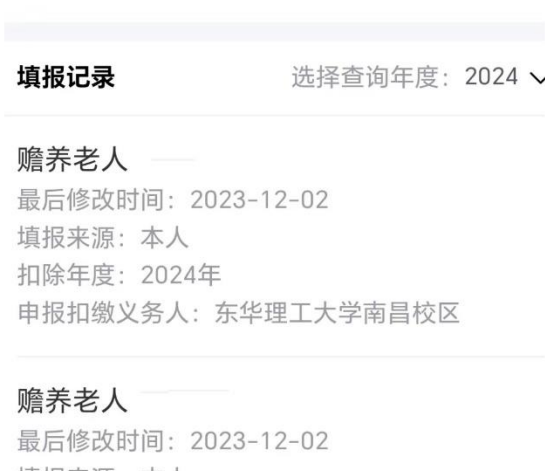 填报记录 选择查询年度：2024
赡养老人
最后修改时间：2023-12-02
填报来源：本人
扣除年度：2024年
申报扣缴义务人：东华理工大学南昌校区
赡养老人
最后修改时间：2023-12-02